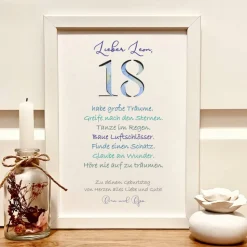 Lieber Leon,
18
habe große Träume.
Greife nach den Sternen.
Tanze im Regen.
Baue Luftschlösser.
Finde einen Schatz.
Glaube an Wunder.
Höre nie auf zu träumen.
Zu deinem Geburtstag
von Herzen alles Liebe und Gute!
Oma und Opa